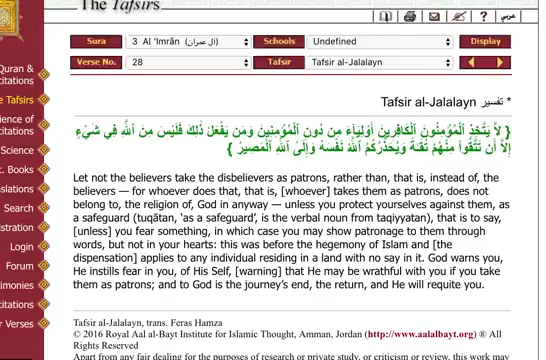 The Tafsirs
عربي
Sura
3 Al 'Imrân (آل عمران)
Schools
Undefined
Display
Verse No.
28
Tafsir
Tafsir al-Jalalayn
Quran &
citations
e Tafsirs
ience of
citations
Science
t. Books
nslations
Search
istration
Login
Forum
imonies
citations
r Verses
Tafsir al-Jalalayn تفسير *
{ لاَّ يَتَّخِذِ ٱلْمُؤْمِنُونَ ٱلْكَافِرِينَ أَوْلِيَآءَ مِن دُونِ ٱلْمُؤْمِنِينَ وَمَن يَفْعَلْ ذٰلِكَ فَلَيْسَ مِنَ ٱللَّهِ فِي شَيْءٍ
إِلاَّ أَن تَتَّقُواْ مِنْهُمْ تُقَـٰةً وَيُحَذِّرُكُمُ ٱللَّهُ نَفْسَهُ وَإِلَىٰ ٱللَّهِ ٱلْمَصِيرُ }
Let not the believers take the disbelievers as patrons, rather than, that is, instead of, the
believers — for whoever does that, that is, [whoever] takes them as patrons, does not
belong to, the religion of, God in anyway — unless you protect yourselves against them, as
a safeguard (tuqātan, ‘as a safeguard’, is the verbal noun from taqiyyatan), that is to say,
[unless] you fear something, in which case you may show patronage to them through
words, but not in your hearts: this was before the hegemony of Islam and [the
dispensation] applies to any individual residing in a land with no say in it. God warns you,
He instills fear in you, of His Self, [warning] that He may be wrathful with you if you take
them as patrons; and to God is the journey’s end, the return, and He will requite you.
Tafsir al-Jalalayn, trans. Feras Hamza
© 2016 Royal Aal al-Bayt Institute for Islamic Thought, Amman, Jordan (http://www.aalalbayt.org) ® All
Rights Reserved
Apart from any fair dealing for the purposes of research or private study, or criticism or review, this work may